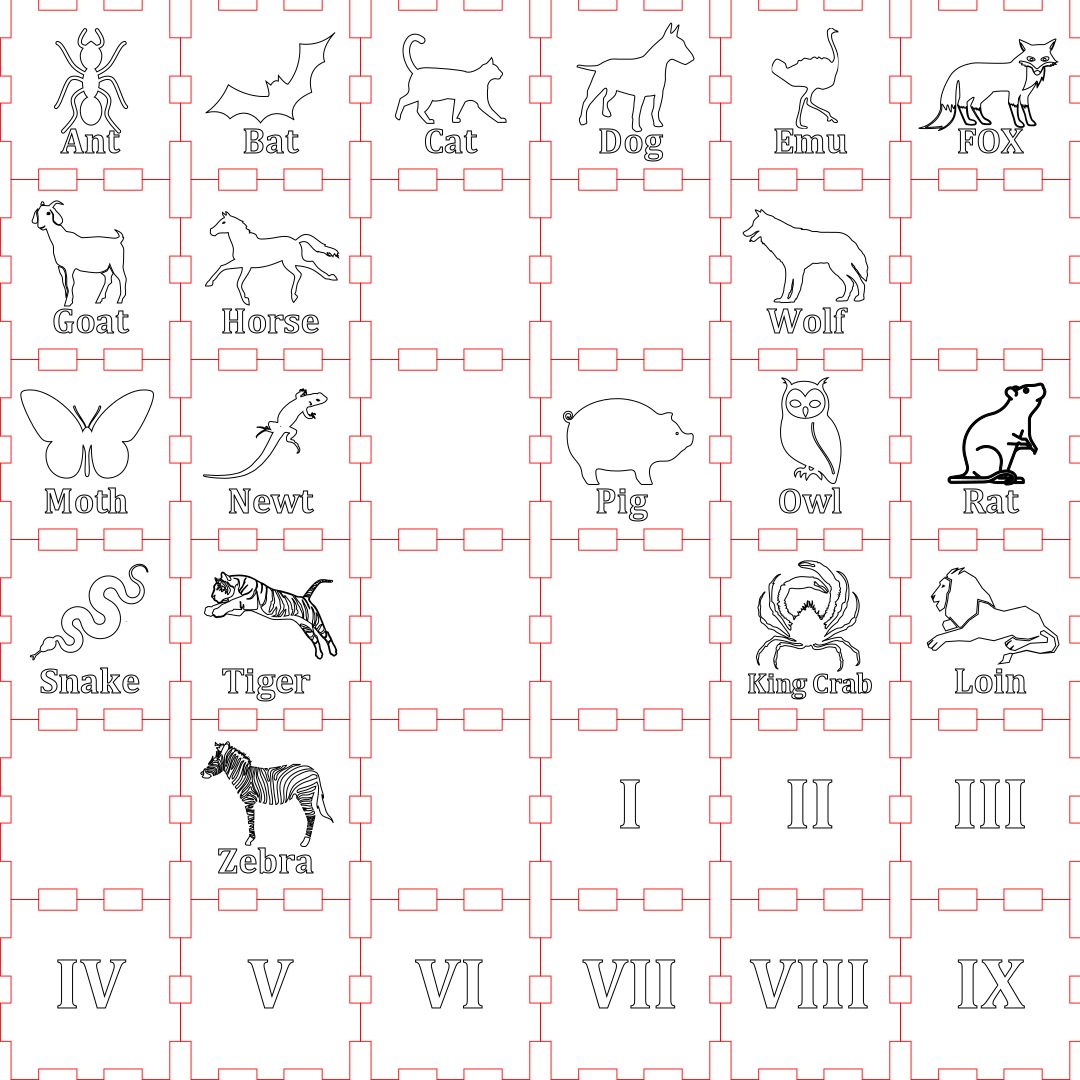 Ant Bat Cat Dog Emu FOX
Goat Horse Wolf
Moth Newt Pig Owl Rat
Snake Tiger King Crab Loin
Zebra I II III
IV V VI VII VIII IX